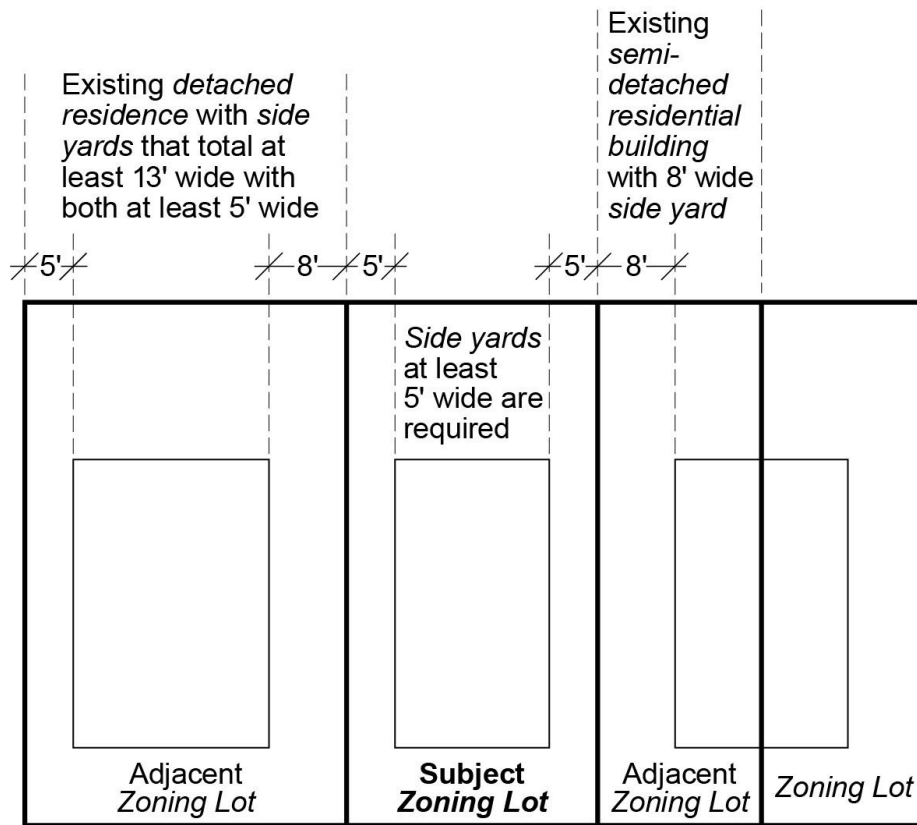 Existing detached
residence with side
yards that total at
least 13' wide with
both at least 5' wide
Existing
semi-
detached
residential
building
with 8' wide
side yard
5'
8'
5'
5'
8'
Side yards
at least
5' wide are
required
Adjacent
Zoning Lot
Subject
Zoning Lot
Adjacent
Zoning Lot
Zoning Lot